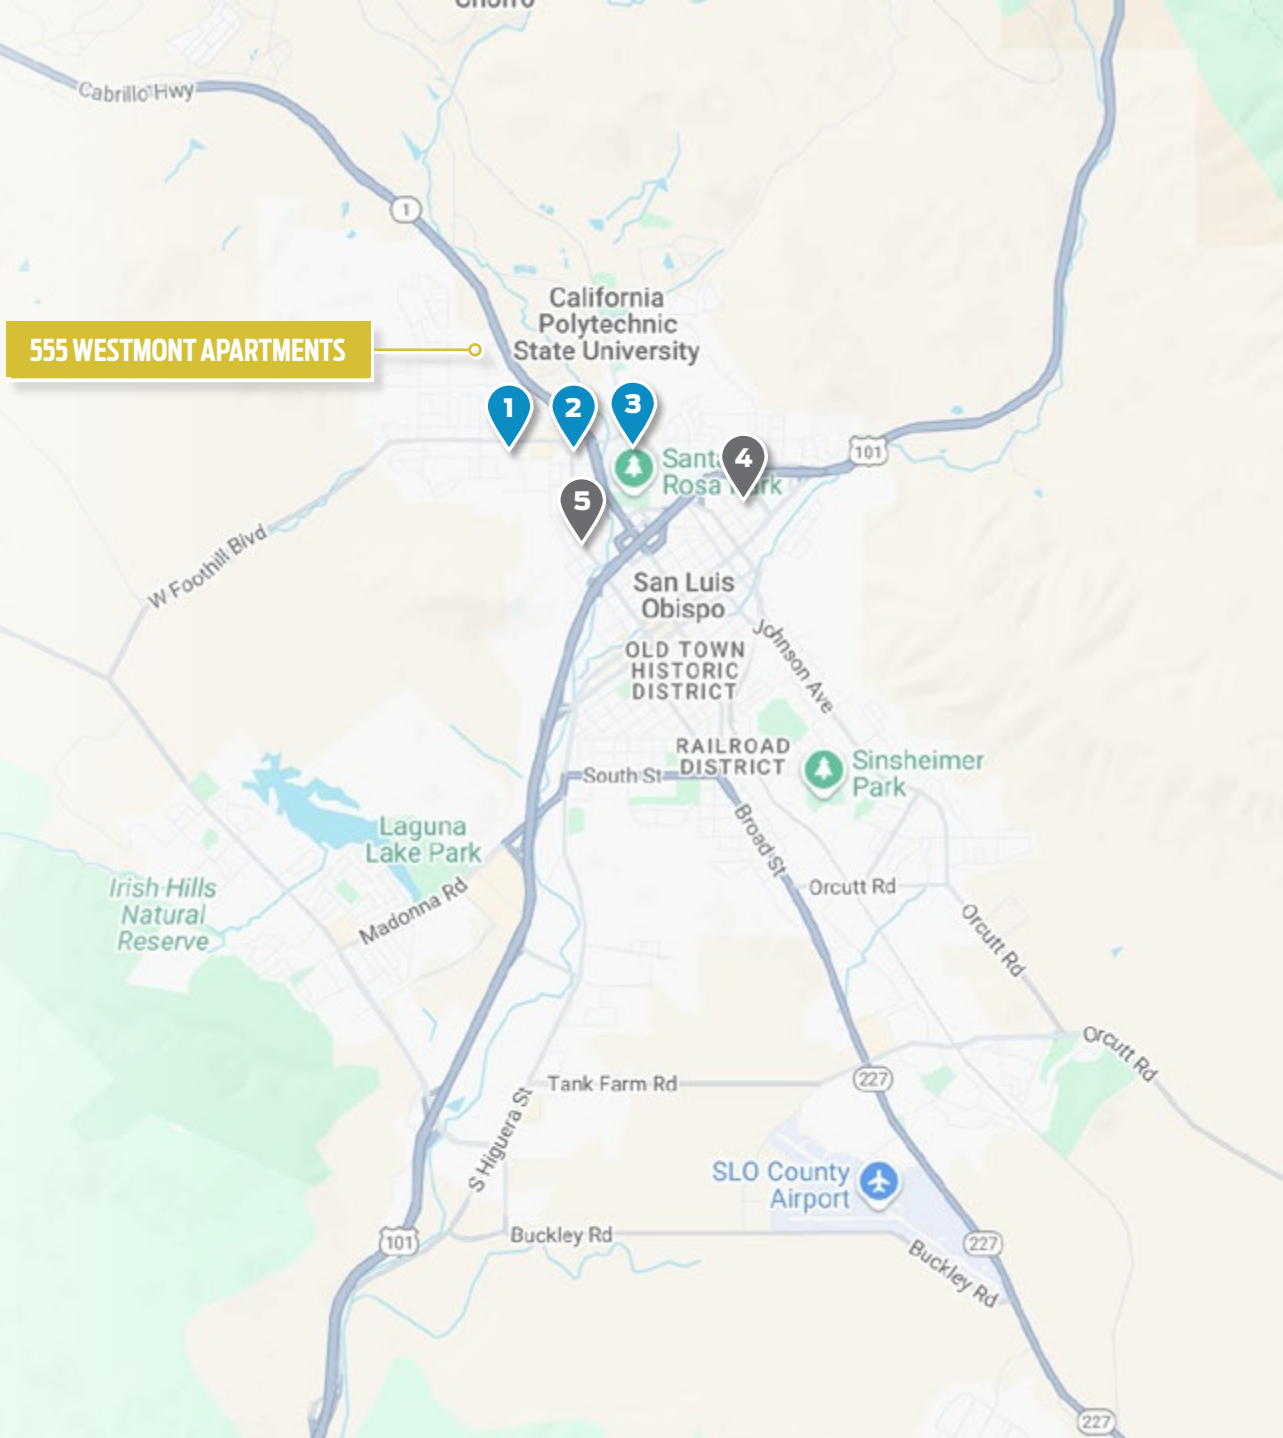 Chorro
Cabrillo Hwy
1
California
Polytechnic
State University
555 WESTMONT APARTMENTS
1
2
3
4
5
Santa
Rosa Park
101
W Foothill Blvd
San Luis
Obispo
Johnson Ave
OLD TOWN
HISTORIC
DISTRICT
RAILROAD
DISTRICT
Sinsheimer
Park
South St
Broad St
Laguna
Lake Park
Irish Hills
Natural
Reserve
Madonna Rd
Orcutt Rd
Orcutt Rd
Orcutt Rd
Tank Farm Rd
227
S Higuera St
SLO County
Airport
101
Buckley Rd
227
Buckley Rd
227